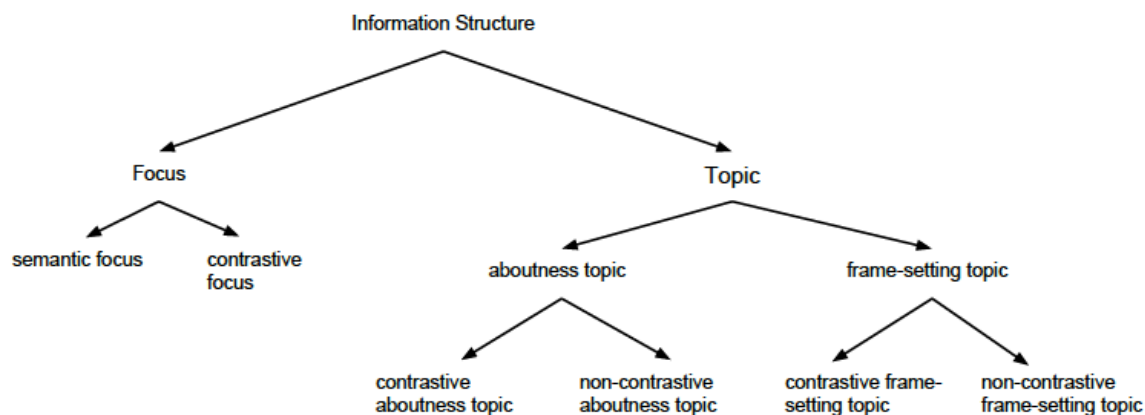 Information Structure
Focus
Topic
semantic focus
contrastive
focus
aboutness topic
frame-setting topic
contrastive
aboutness topic
non-contrastive
aboutness topic
contrastive frame-
setting topic
non-contrastive
frame-setting topic